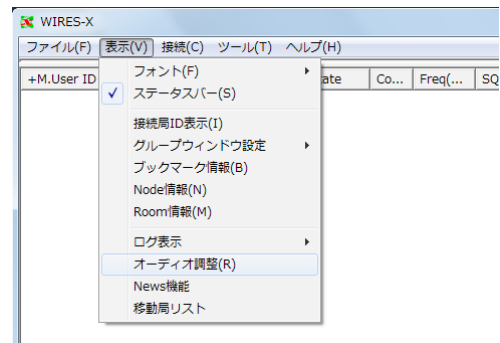 WIRES-X
ファイル(F) 表示(V) 接続(C) ツール(T) ヘルプ(H)
+M.User ID ate Co... Freq(... SQ
フォント(F)
ステータスバー(S)
接続局ID表示(I)
グループウィンドウ設定
ブックマーク情報(B)
Node情報(N)
Room情報(M)
ログ表示
オーディオ調整(R)
News機能
移動局リスト